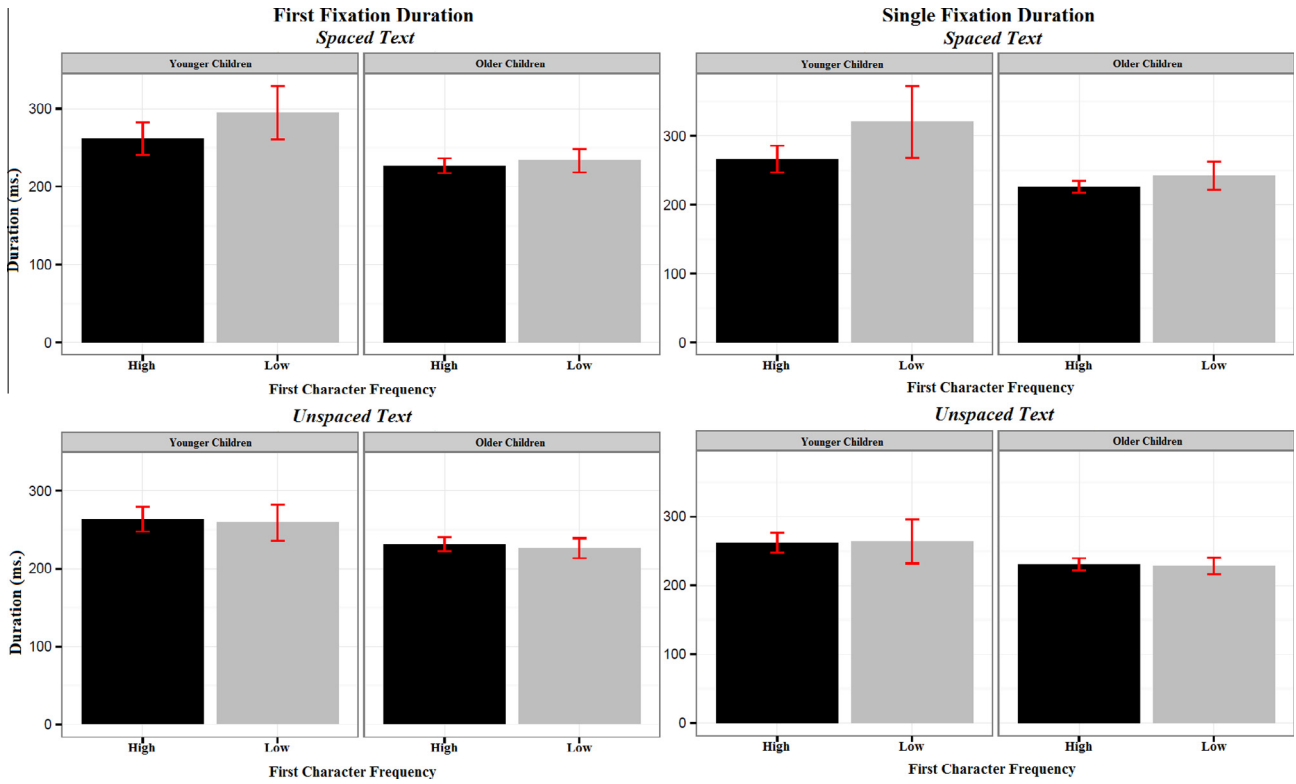 First Fixation Duration
Spaced Text
Younger Children
Older Children
300
200
100
0
Duration (ms.)
High
Low
High
Low
First Character Frequency
Single Fixation Duration
Spaced Text
Younger Children
Older Children
300
200
100
0
High
Low
High
Low
First Character Frequency
Unspaced Text
Younger Children
Older Children
300
200
100
0
Duration (ms.)
High
Low
High
Low
First Character Frequency
Unspaced Text
Younger Children
Older Children
300
200
100
0
High
Low
High
Low
First Character Frequency